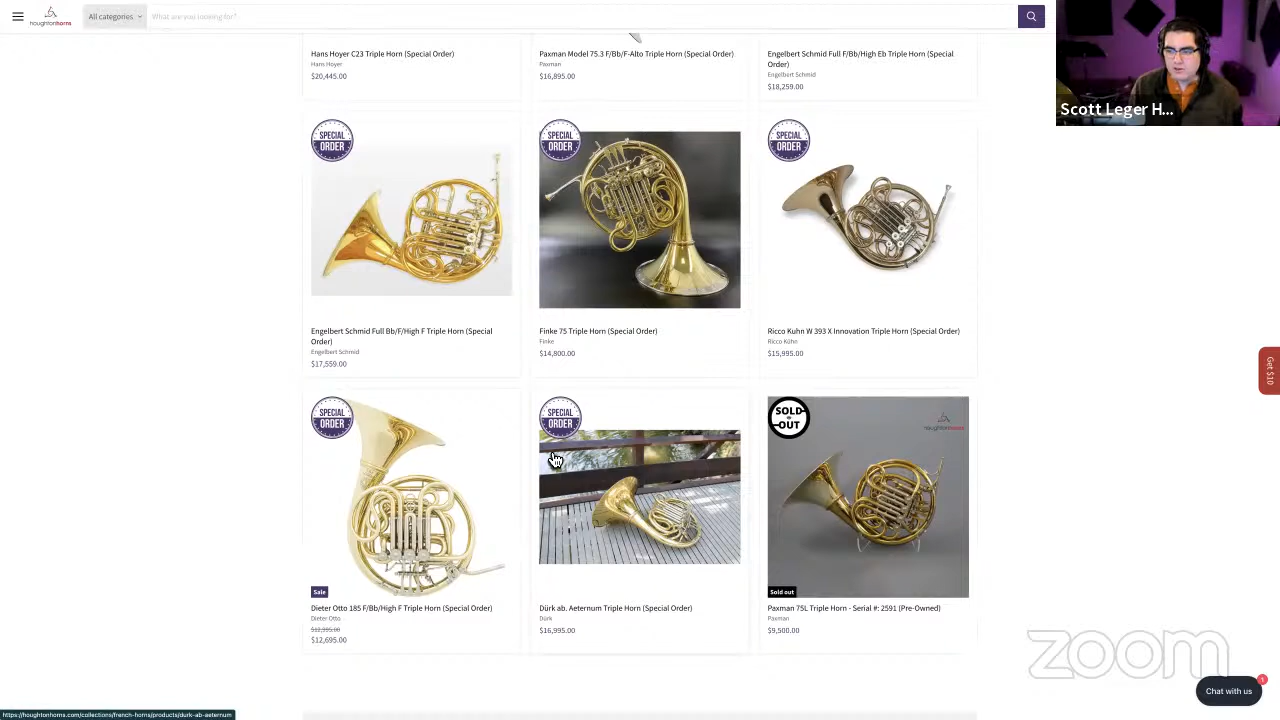 houghtonhorns
All categories
What are you looking for?
Scott Leger H...
Hans Hoyer C23 Triple Horn (Special Order)
Hans Hoyer
$20,445.00
Paxman Model 75.3 F/Bb/F-Alto Triple Horn (Special Order)
Paxman
$16,895.00
Engelbert Schmid Full F/Bb/High Eb Triple Horn (Special
Order)
Engelbert Schmid
$18,259.00
SPECIAL
ORDER
SPECIAL
ORDER
SPECIAL
ORDER
Engelbert Schmid Full Bb/F/High F Triple Horn (Special
Order)
Engelbert Schmid
$17,559.00
Finke 75 Triple Horn (Special Order)
Finke
$14,800.00
Ricco Kuhn W 393 X Innovation Triple Horn (Special Order)
Ricco Kühn
$15,995.00
Get $10
SPECIAL
ORDER
SPECIAL
ORDER
SOLD
OUT
houghtonhorns
Sale
Sold out
Dieter Otto 185 F/Bb/High F Triple Horn (Special Order)
Dieter Otto
$12,995.00
$12,695.00
Dürk ab. Aeternum Triple Horn (Special Order)
Dürk
$16,995.00
Paxman 75L Triple Horn - Serial #: 2591 (Pre-Owned)
Paxman
$9,500.00
zoom
1
Chat with us
https://houghtonhorns.com/collections/french-horns/products/durk-ab-aeternum